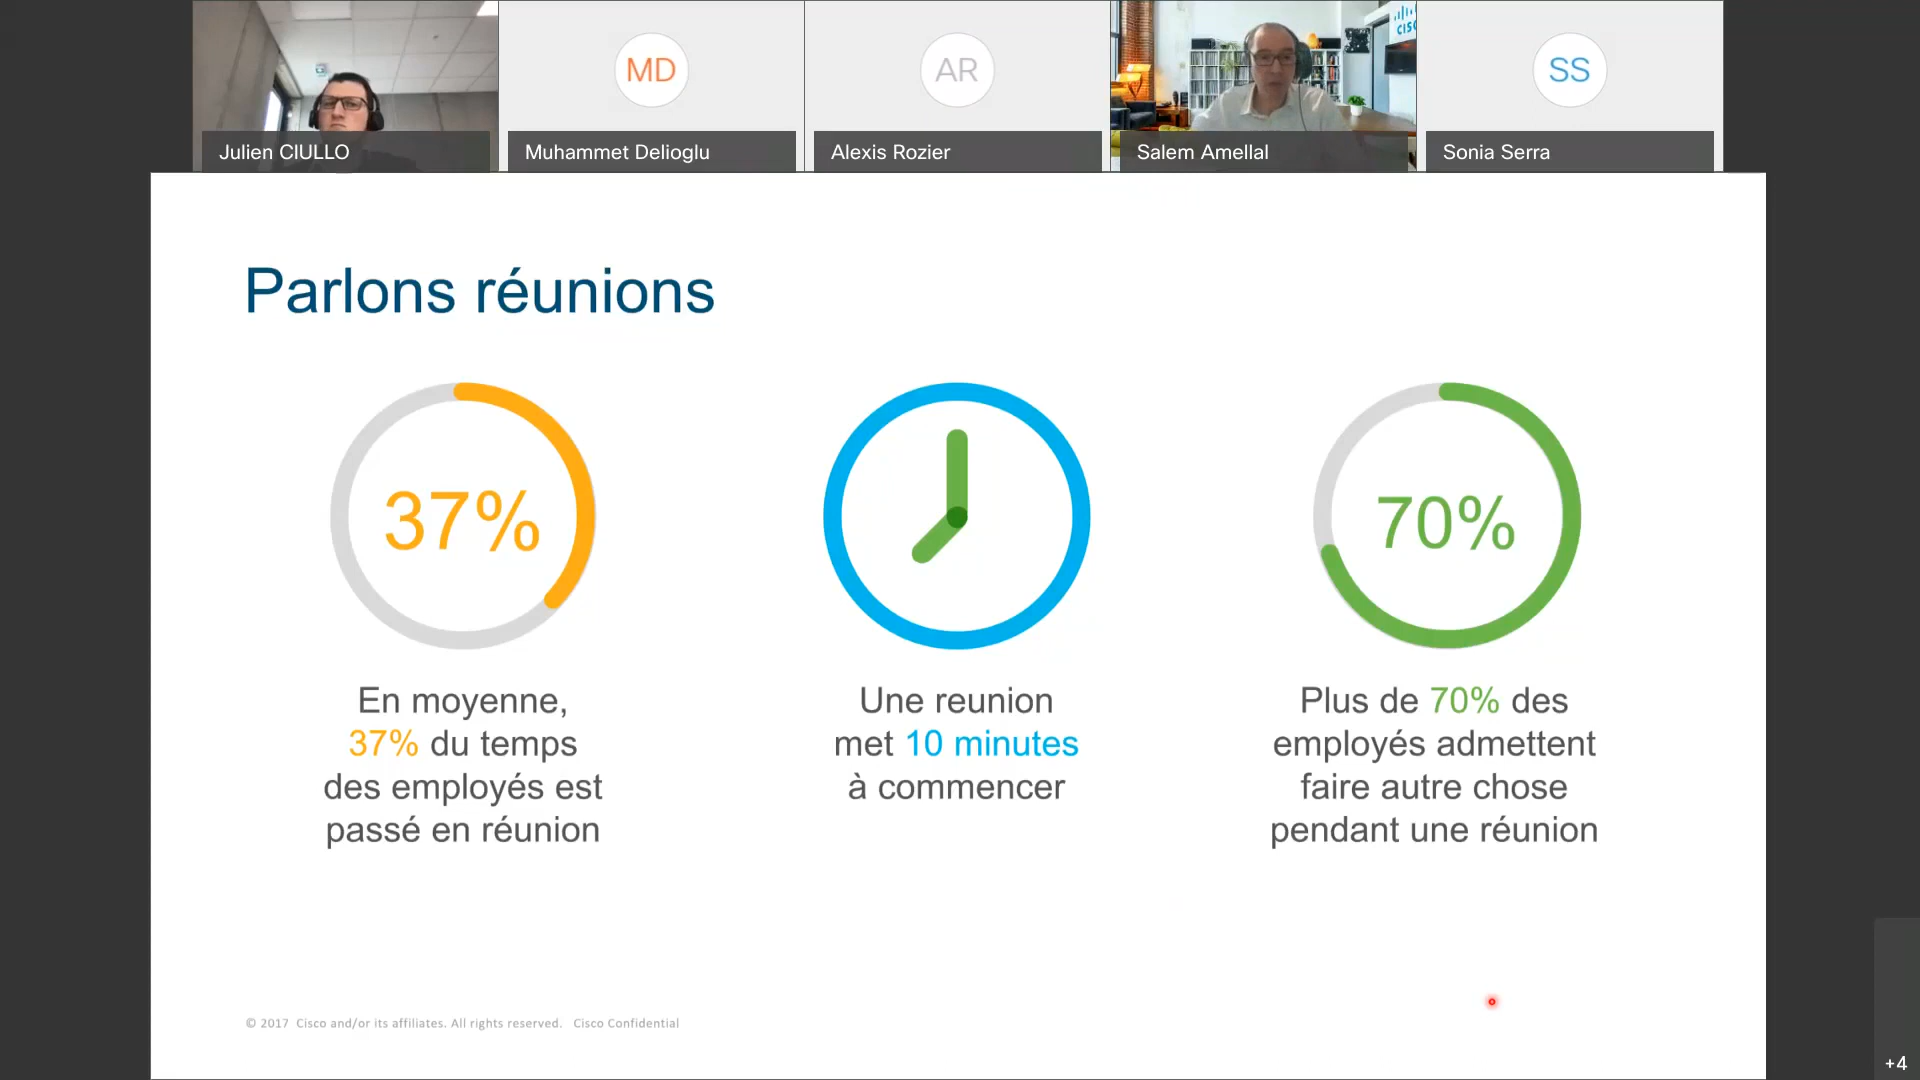 MD
AR
CISC
SS
Julien CIULLO
Muhammet Delioglu
Alexis Rozier
Salem Amellal
Sonia Serra
Parlons réunions
37%
70%
En moyenne,
37% du temps
des employés est
passé en réunion
Une reunion
met 10 minutes
à commencer
Plus de 70% des
employés admettent
faire autre chose
pendant une réunion
© 2017 Cisco and/or its affiliates. All rights reserved. Cisco Confidential
+4